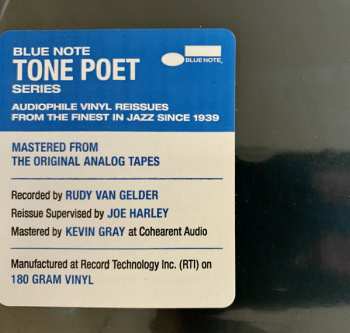 BLUE NOTE
TONE POET
SERIES
BLUE NOTE
AUDIOPHILE VINYL REISSUES
FROM THE FINEST IN JAZZ SINCE 1939
MASTERED FROM
THE ORIGINAL ANALOG TAPES
Recorded by RUDY VAN GELDER
Reissue Supervised by JOE HARLEY
Mastered by KEVIN GRAY at Cohearent Audio
Manufactured at Record Technology Inc. (RTI) on
180 GRAM VINYL